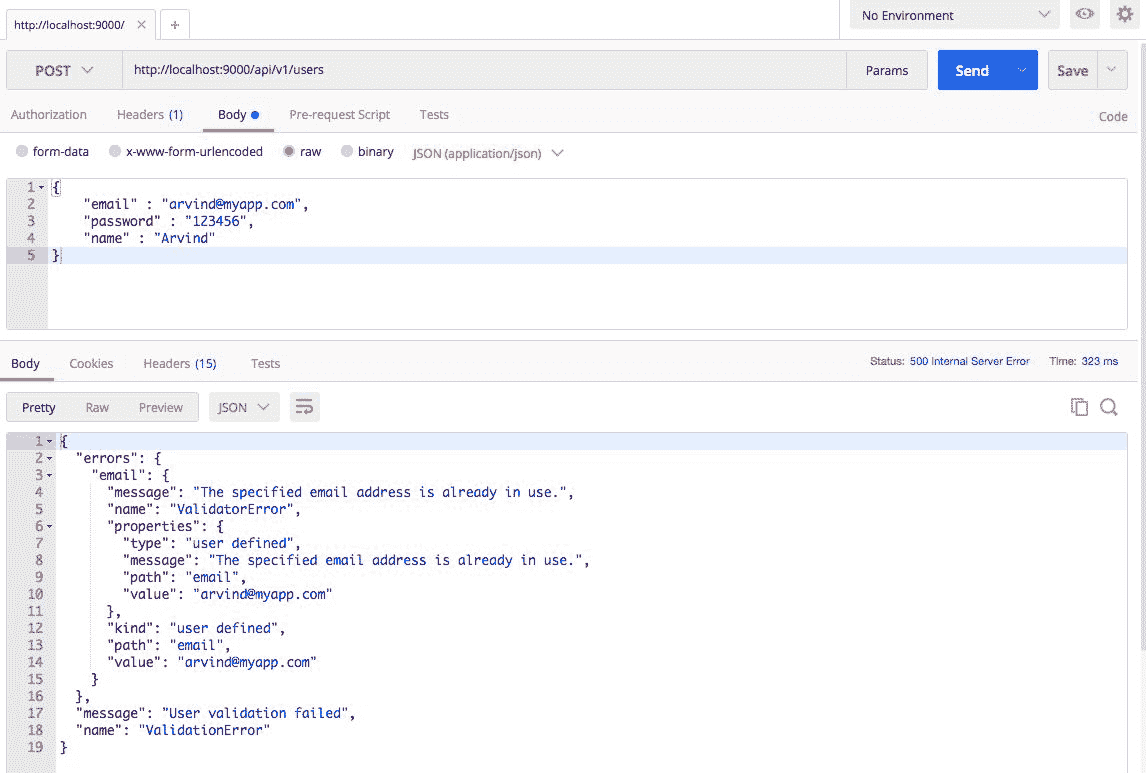 http://localhost:9000/ × + No Environment
POST http://localhost:9000/api/v1/users Params Send Save
Authorization Headers (1) Body Pre-request Script Tests Code
form-data x-www-form-urlencoded raw binary JSON (application/json)
1 {
2 "email" : "arvind@myapp.com",
3 "password" : "123456",
4 "name" : "Arvind"
5 }
Body Cookies Headers (15) Tests Status: 500 Internal Server Error Time: 323 ms
Pretty Raw Preview JSON
1 {
2 "errors": {
3 "email": {
4 "message": "The specified email address is already in use.",
5 "name": "ValidatorError",
6 "properties": {
7 "type": "user defined",
8 "message": "The specified email address is already in use.",
9 "path": "email",
10 "value": "arvind@myapp.com"
11 },
12 "kind": "user defined",
13 "path": "email",
14 "value": "arvind@myapp.com"
15 }
16 },
17 "message": "User validation failed",
18 "name": "ValidationError"
19 }